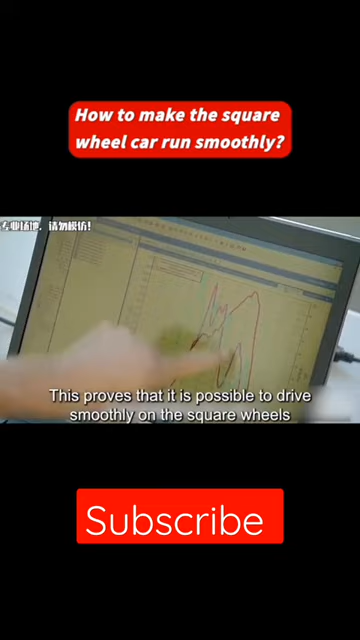 How to make the square
wheel car run smoothly?
专业场地，请勿模仿！
This proves that it is possible to drive
smoothly on the square wheels
Subscribe